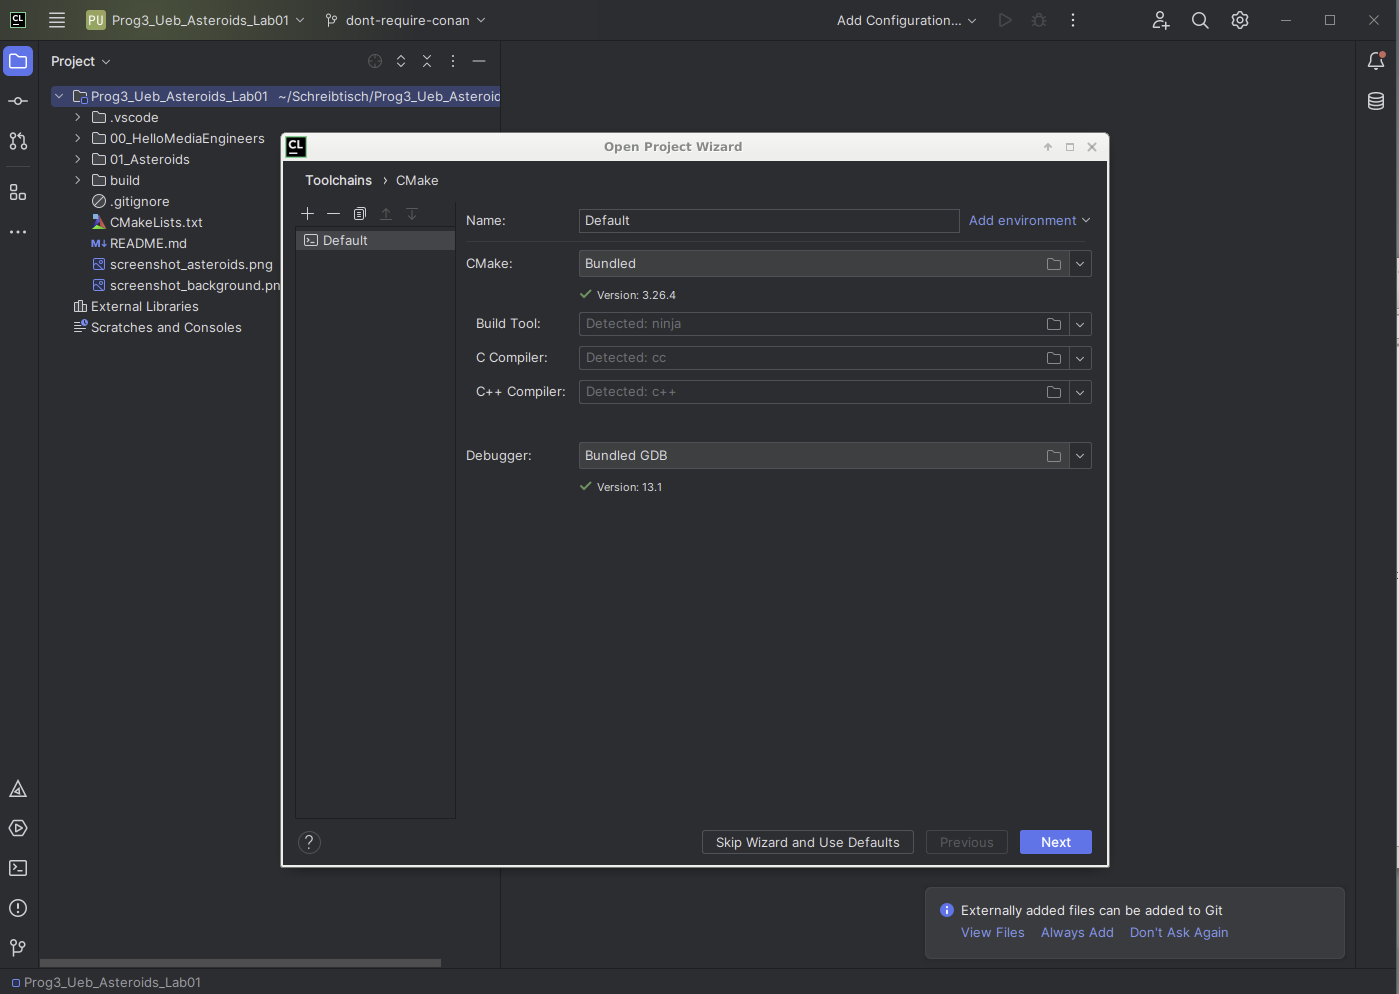 CL
PU Prog3_Ueb_Asteroids_Lab01
dont-require-conan
Add Configuration...
Project
Prog3_Ueb_Asteroids_Lab01 ~/Schreibtisch/Prog3_Ueb_Asteroid
.vscode
00_HelloMediaEngineers
01_Asteroids
build
.gitignore
CMakeLists.txt
M↓ README.md
screenshot_asteroids.png
screenshot_background.pn
External Libraries
Scratches and Consoles
CL
Open Project Wizard
Toolchains › CMake
Default
Name: Default Add environment
CMake: Bundled
Version: 3.26.4
Build Tool: Detected: ninja
C Compiler: Detected: cc
C++ Compiler: Detected: c++
Debugger: Bundled GDB
Version: 13.1
? Skip Wizard and Use Defaults Previous Next
Externally added files can be added to Git
View Files Always Add Don't Ask Again
Prog3_Ueb_Asteroids_Lab01